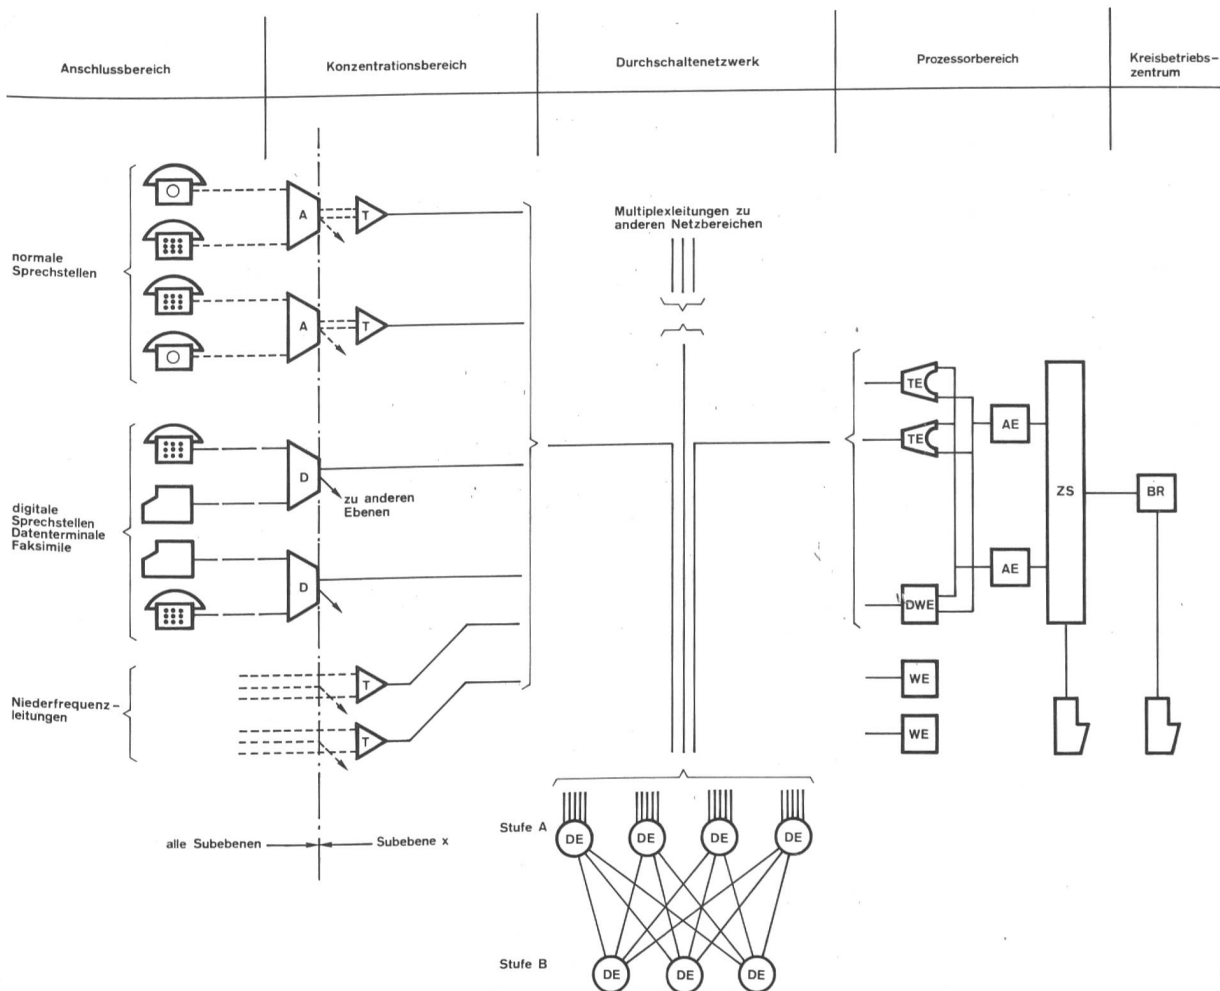 Anschlussbereich
Konzentrationsbereich
Durchschaltenetzwerk
Prozessorbereich
Kreisbetriebs-
zentrum
normale
Sprechstellen
A
T
A
T
Multiplexleitungen zu
anderen Netzbereichen
digitale
Sprechstellen
Datenterminale
Faksimile
D
D
zu anderen
Ebenen
TE
TE
AE
AE
ZS
BR
DWE
WE
WE
Niederfrequenz-
leitungen
T
T
alle Subebenen
Subebene x
Stufe A
DE
DE
DE
DE
Stufe B
DE
DE
DE